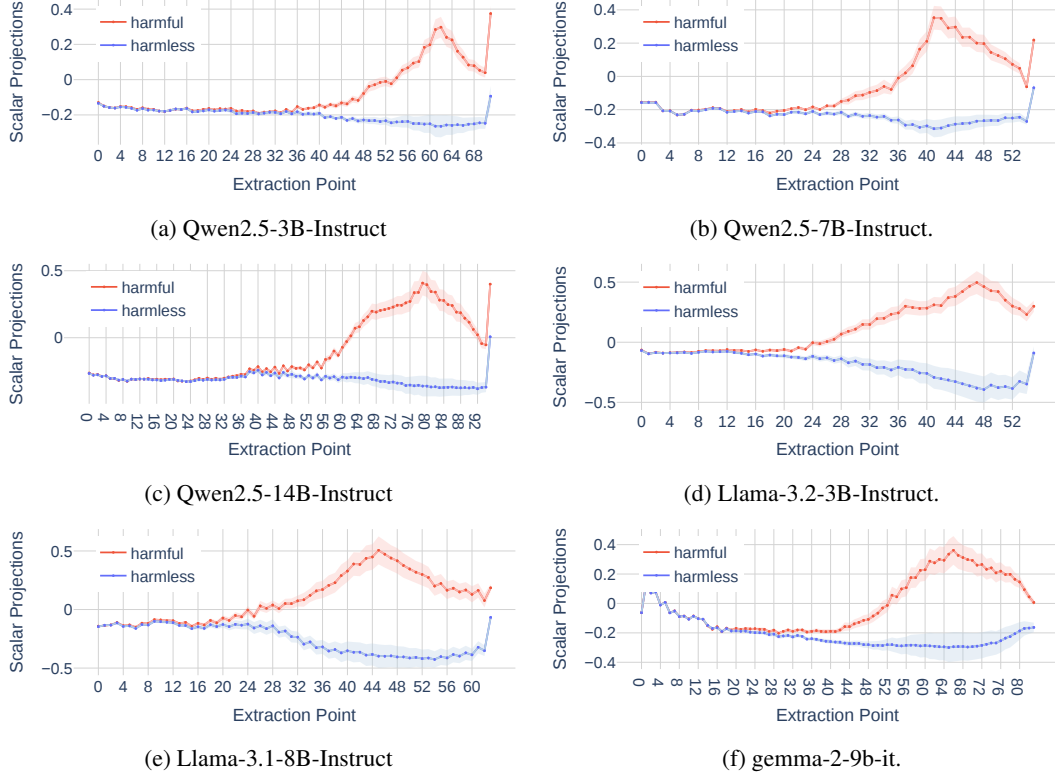 0.4
0.2
0
−0.2
Scalar Projections
harmful
harmless
0 4 8 12 16 20 24 28 32 36 40 44 48 52 56 60 64 68
Extraction Point
(a) Qwen2.5-3B-Instruct
0.4
0.2
0
−0.2
−0.4
Scalar Projections
harmful
harmless
0 4 8 12 16 20 24 28 32 36 40 44 48 52
Extraction Point
(b) Qwen2.5-7B-Instruct.
0.5
0
Scalar Projections
harmful
harmless
0 4 8 12 16 20 24 28 32 36 40 44 48 52 56 60 64 68 72 76 80 84 88 92
Extraction Point
(c) Qwen2.5-14B-Instruct
0.5
0
−0.5
Scalar Projections
harmful
harmless
0 4 8 12 16 20 24 28 32 36 40 44 48 52
Extraction Point
(d) Llama-3.2-3B-Instruct.
0.5
0
−0.5
Scalar Projections
harmful
harmless
0 4 8 12 16 20 24 28 32 36 40 44 48 52 56 60
Extraction Point
(e) Llama-3.1-8B-Instruct
0.4
0.2
0
−0.2
−0.4
Scalar Projections
harmful
harmless
0 4 8 12 16 20 24 28 32 36 40 44 48 52 56 60 64 68 72 76 80
Extraction Point
(f) gemma-2-9b-it.